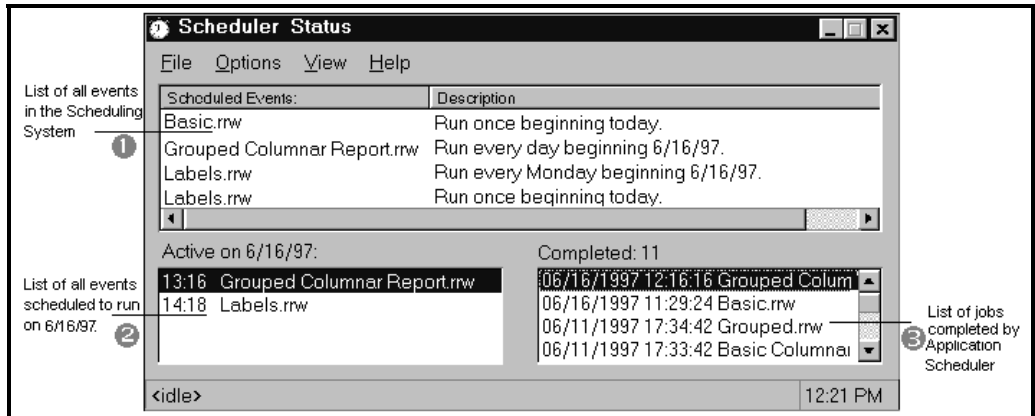 Scheduler Status
File Options View Help
List of all events
in the Scheduling
System
1
Scheduled Events: Description
Basic.rrw Run once beginning today.
Grouped Columnar Report.rrw Run every day beginning 6/16/97.
Labels.rrw Run every Monday beginning 6/16/97.
Labels.rrw Run once beginning today.
Active on 6/16/97:
13:16 Grouped Columnar Report.rrw
14:18 Labels.rrw
List of all events
scheduled to run
on 6/16/97.
2
Completed: 11
06/16/1997 12:16:16 Grouped Colum
06/16/1997 11:29:24 Basic.rrw
06/11/1997 17:34:42 Grouped.rrw
06/11/1997 17:33:42 Basic Columnar
List of jobs
completed by
Application
Scheduler
3
<idle> 12:21 PM